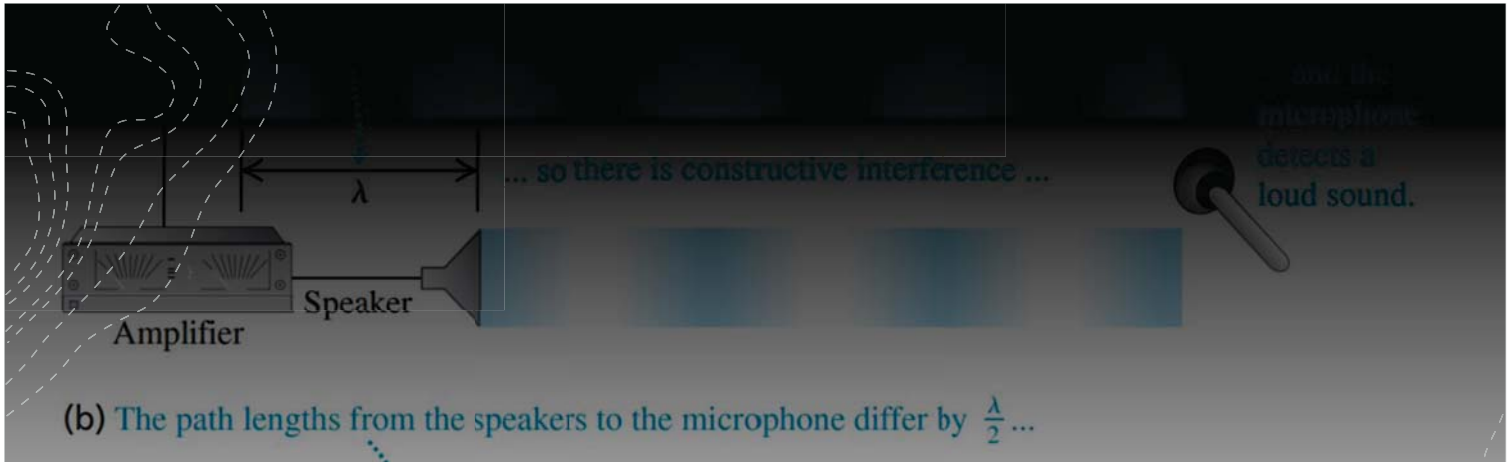 and the
microphone
detects a
loud sound.
... so there is constructive interference ...
λ
Speaker
Amplifier
(b) The path lengths from the speakers to the microphone differ by λ/2 ...